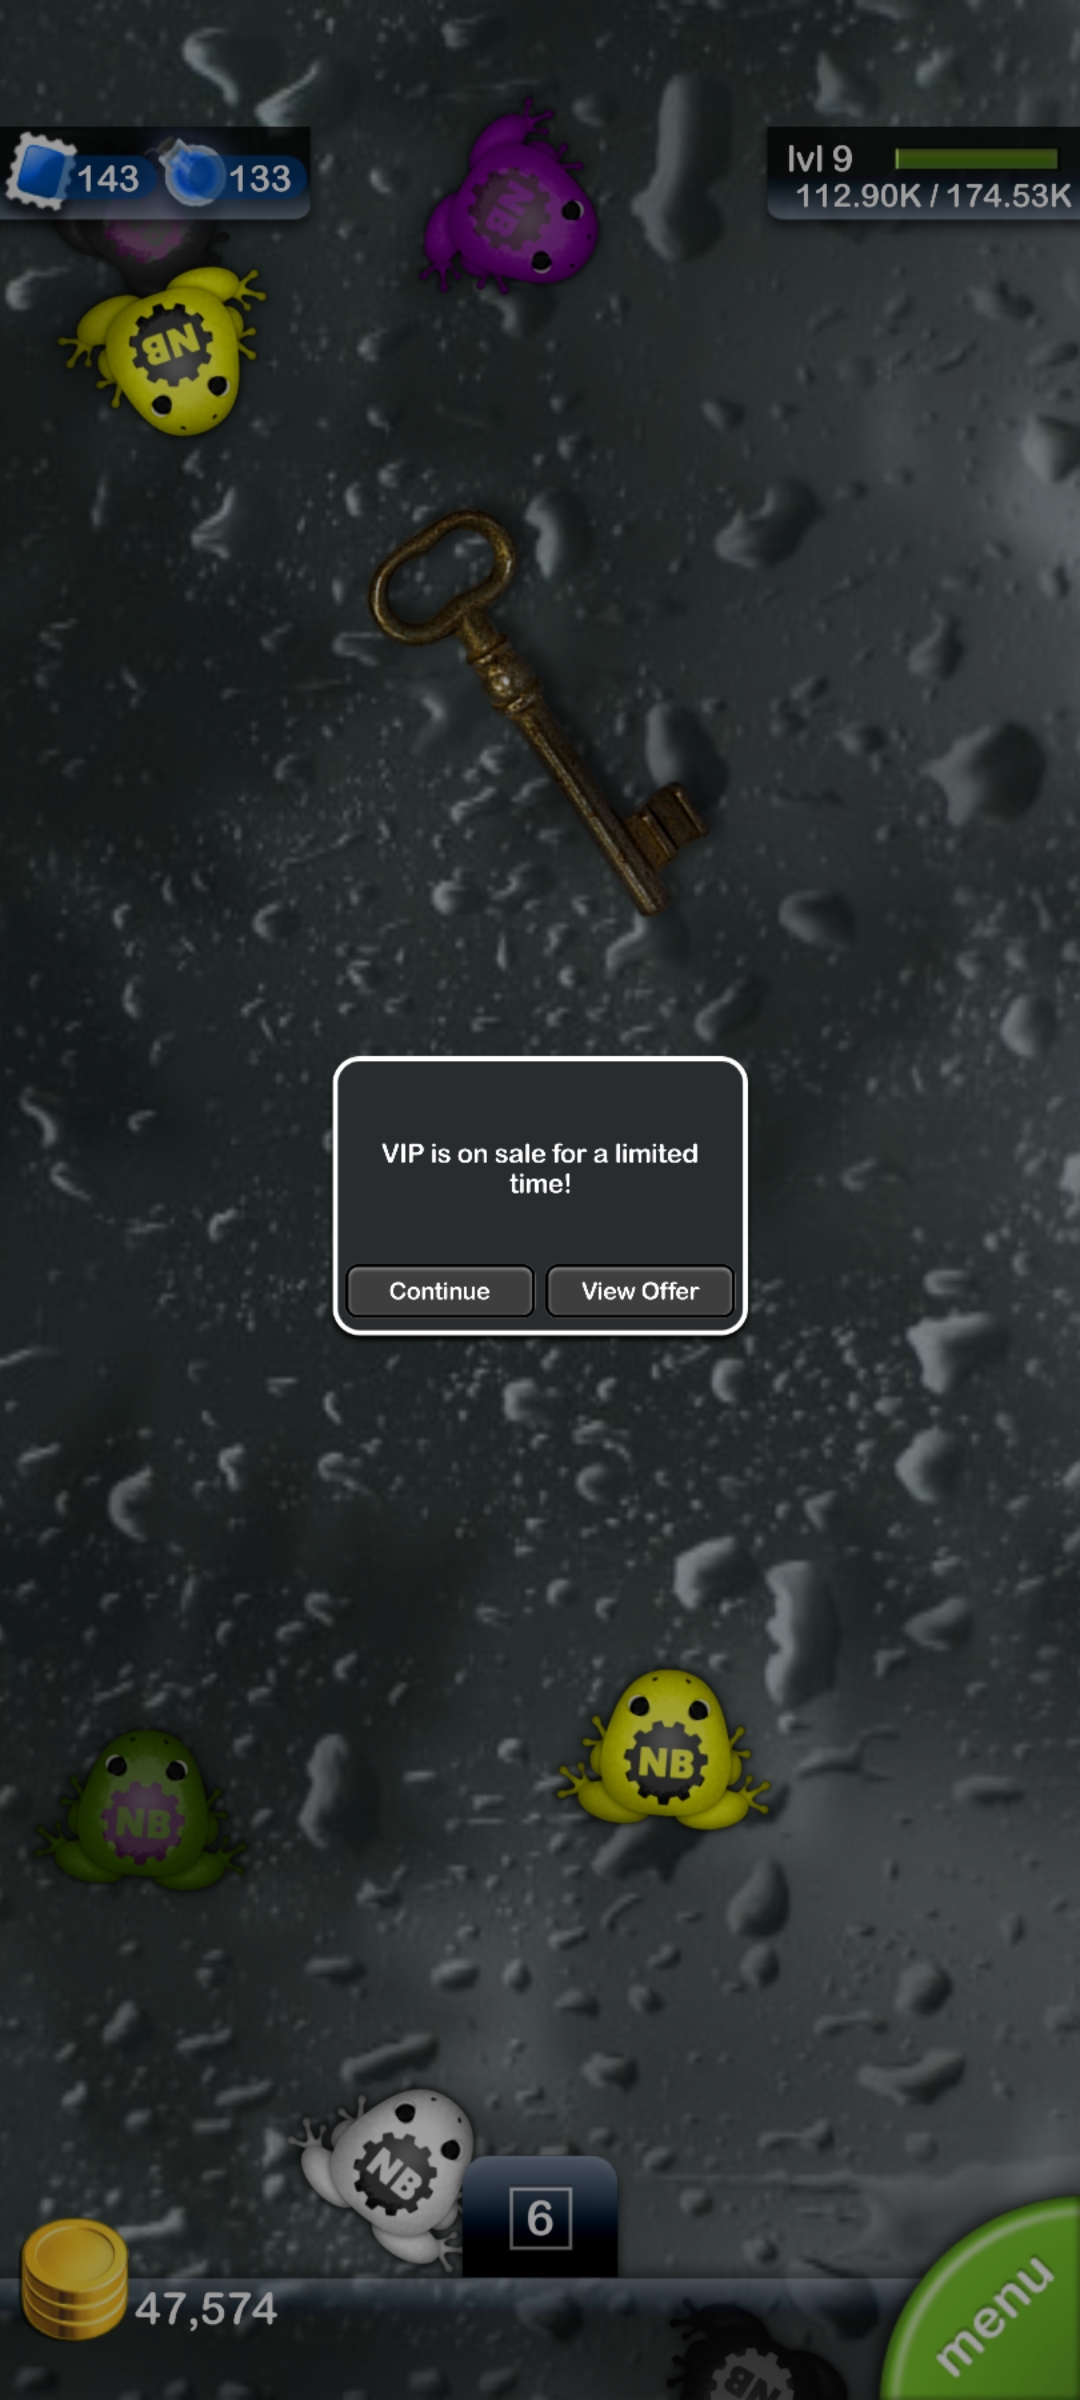 143
133
lvl 9
112.90K / 174.53K
NB
NB
VIP is on sale for a limited
time!
Continue
View Offer
NB
NB
NB
6
47,574
menu
NB